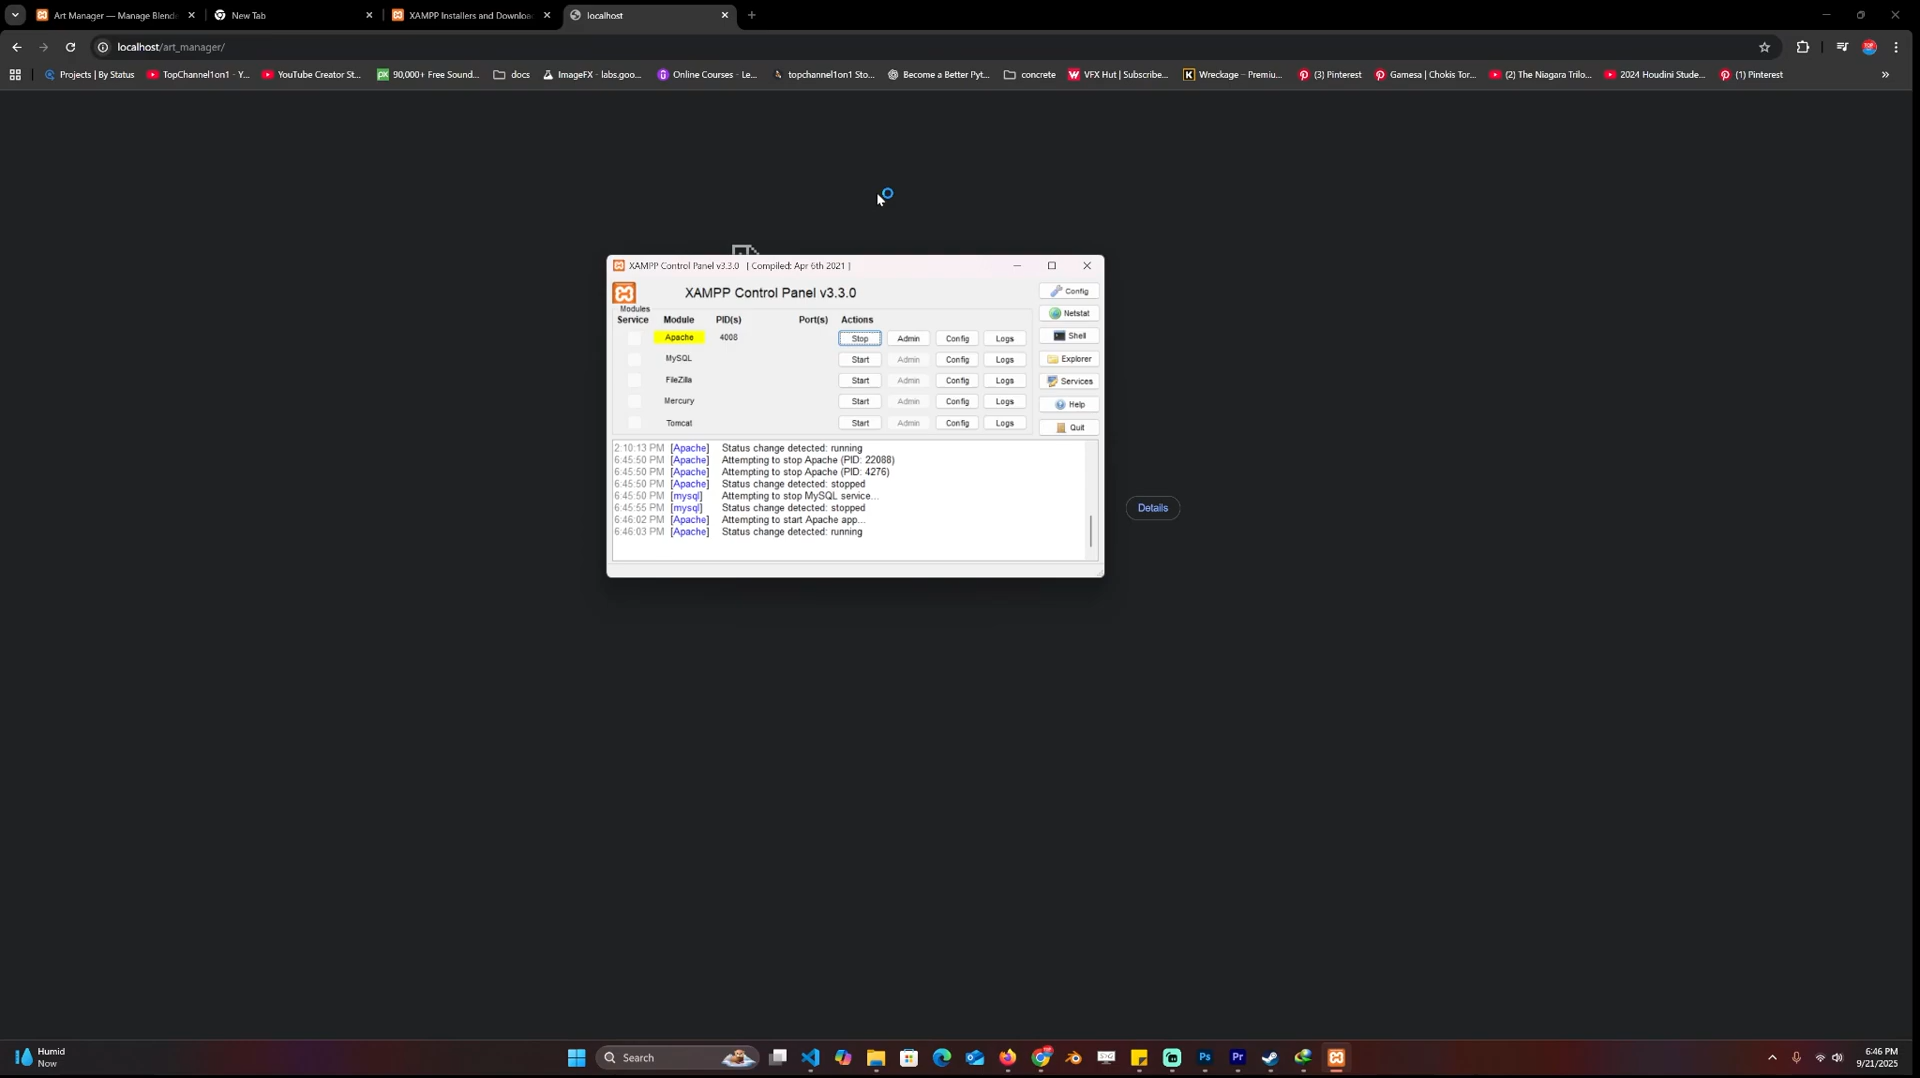 Art Manager — Manage Blend
New Tab
XAMPP Installers and Downloa
localhost
localhost/art_manager/
Projects | By Status
TopChannel1on1 - Y...
YouTube Creator St...
90,000+ Free Sound...
docs
ImageFX - labs.goo...
Online Courses - Le...
topchannel1on1 Sto...
Become a Better Pyt...
concrete
VFX Hut | Subscribe...
Wreckage – Premiu...
(3) Pinterest
Gamesa | Chokis Tor...
(2) The Niagara Trilo...
2024 Houdini Stude...
(1) Pinterest
XAMPP Control Panel v3.3.0 [ Compiled: Apr 6th 2021 ]
XAMPP Control Panel v3.3.0
Config
Modules
Service Module PID(s) Port(s) Actions
Netstat
Apache 4008 Stop Admin Config Logs
Shell
MySQL Start Admin Config Logs
Explorer
FileZilla Start Admin Config Logs
Services
Mercury Start Admin Config Logs
Help
Tomcat Start Admin Config Logs
Quit
2:10:13 PM [Apache] Status change detected: running
6:45:50 PM [Apache] Attempting to stop Apache (PID: 22088)
6:45:50 PM [Apache] Attempting to stop Apache (PID: 4276)
6:45:50 PM [Apache] Status change detected: stopped
6:45:50 PM [mysql] Attempting to stop MySQL service...
6:45:55 PM [mysql] Status change detected: stopped
6:46:02 PM [Apache] Attempting to start Apache app...
6:46:03 PM [Apache] Status change detected: running
Details
Humid
Now
Search
6:46 PM
9/21/2025